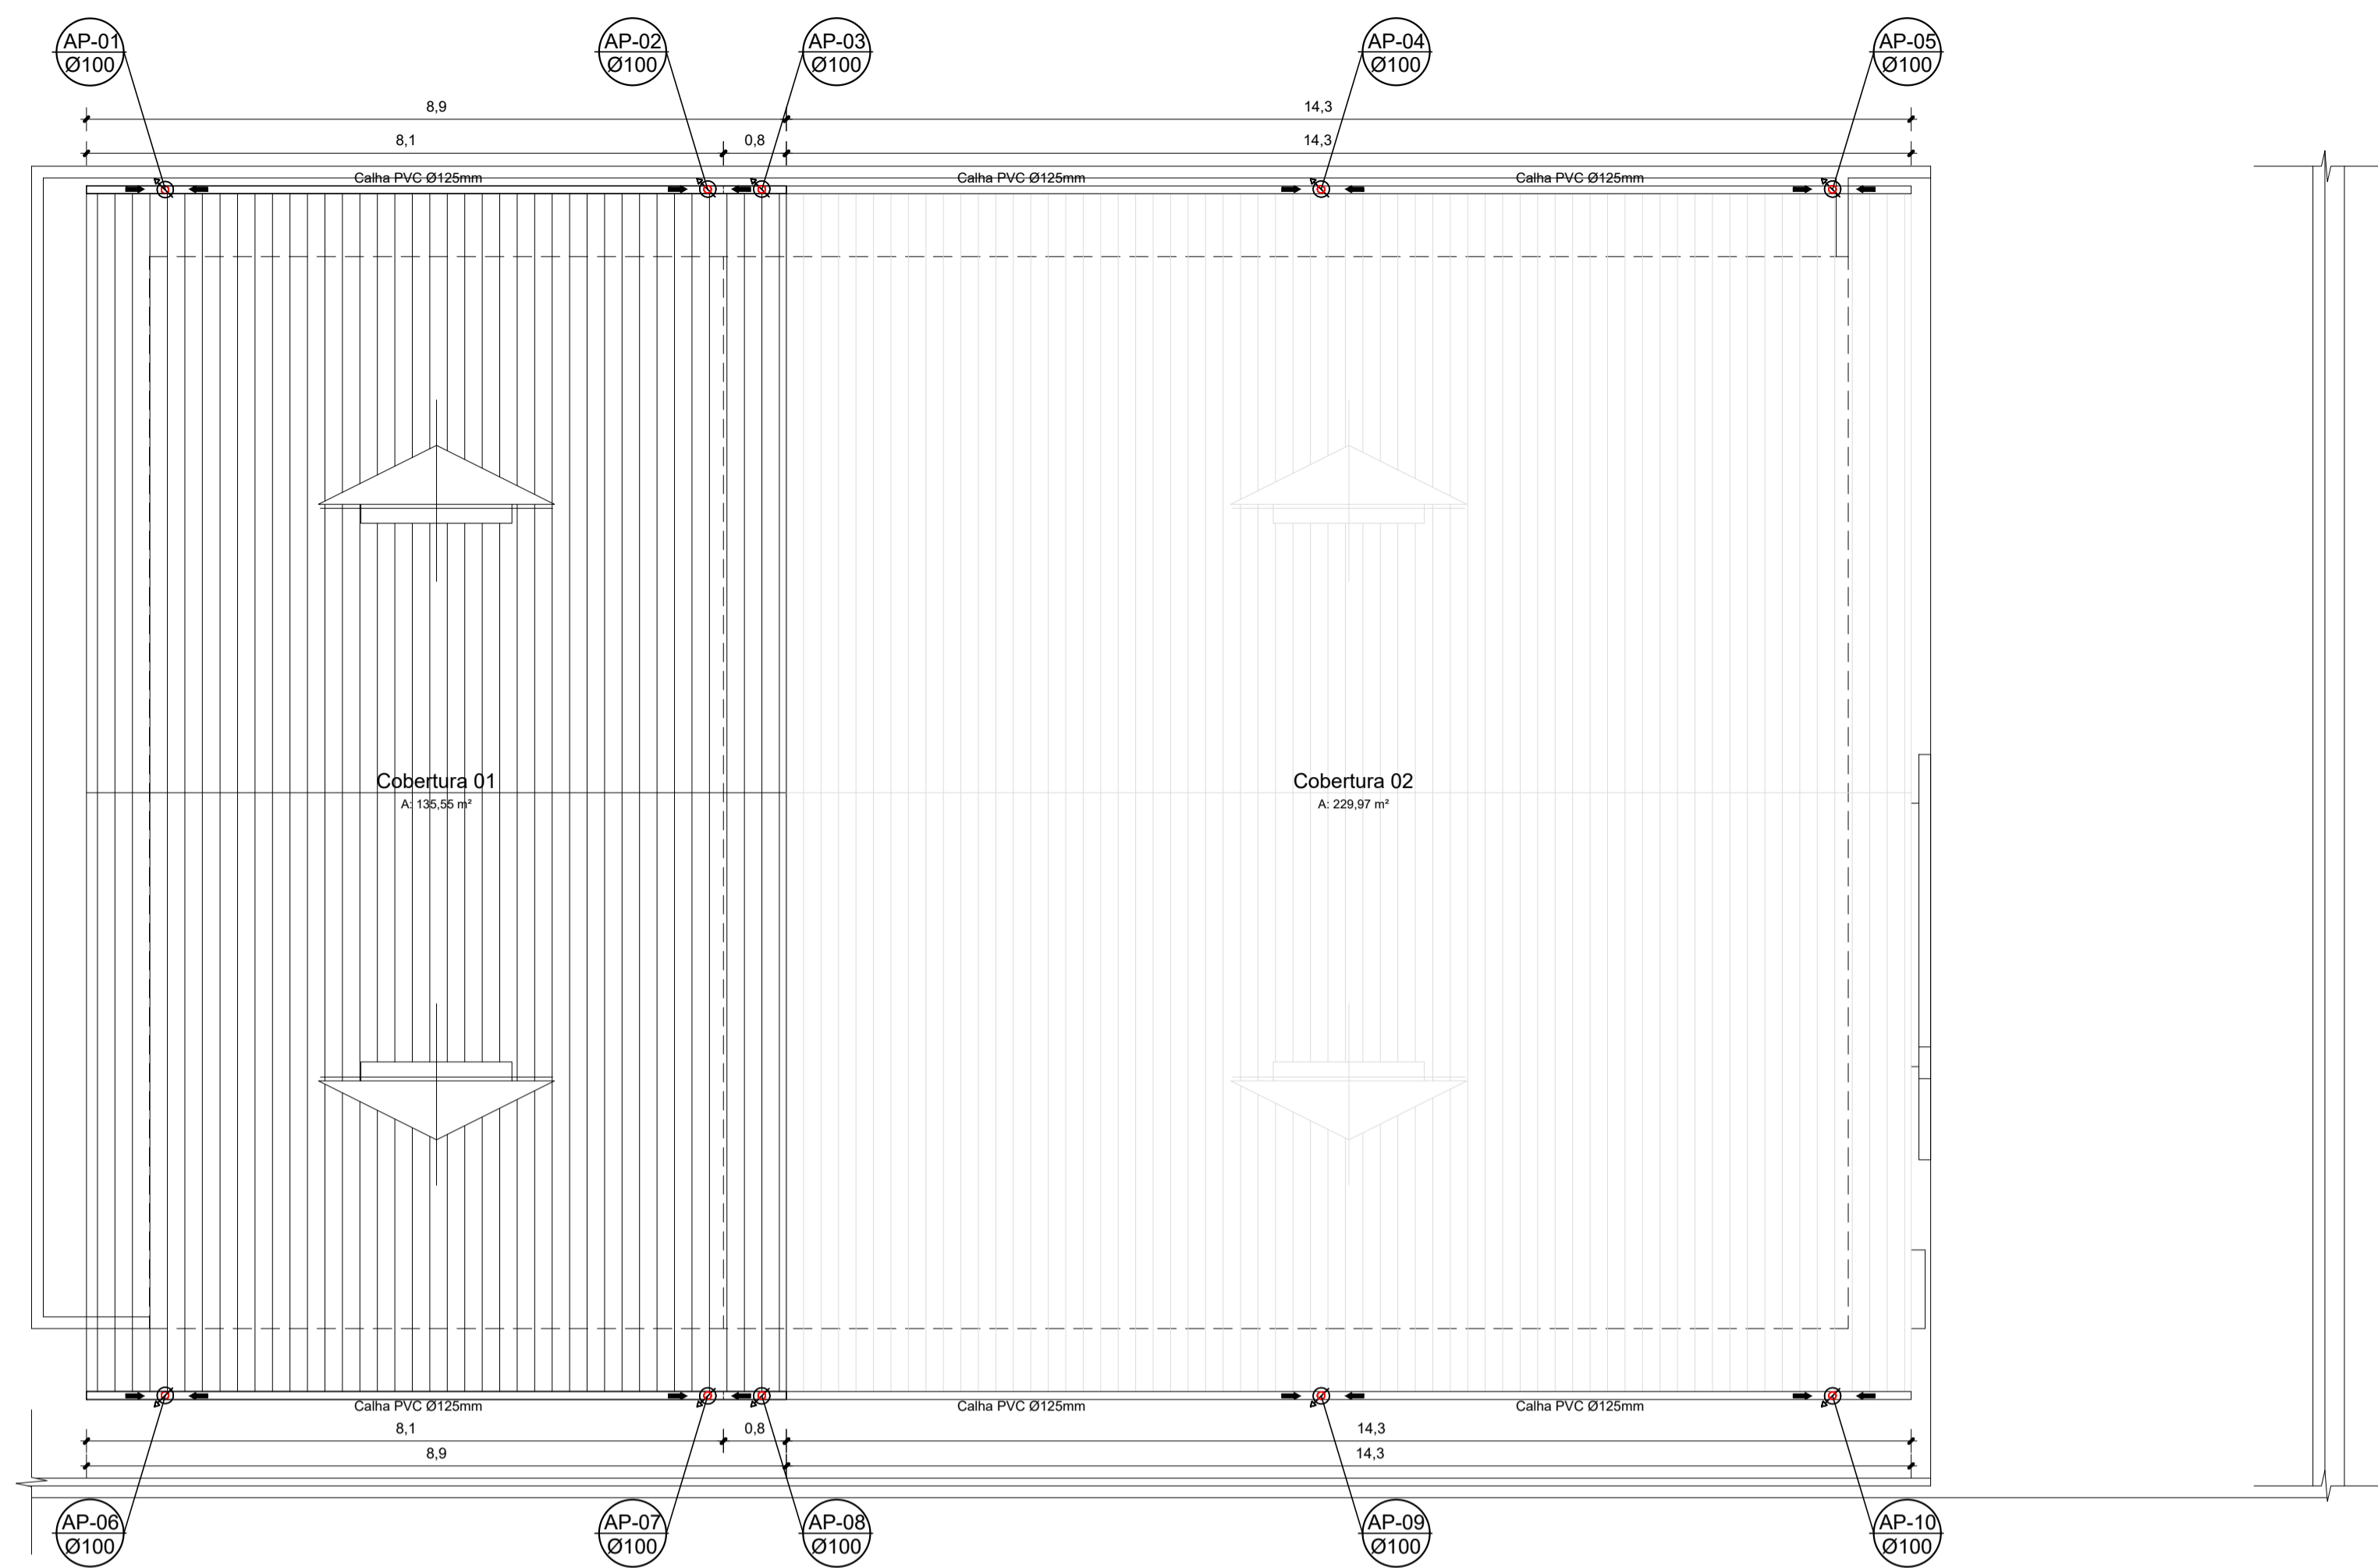 AP-01
Ø100
AP-02
Ø100
AP-03
Ø100
AP-04
Ø100
AP-05
Ø100
8,9
14,3
8,1
0,8
14,3
Calha PVC Ø125mm
Calha PVC Ø125mm
Calha PVC Ø125mm
Cobertura 01
A: 135,55 m²
Cobertura 02
A: 229,97 m²
Calha PVC Ø125mm
Calha PVC Ø125mm
Calha PVC Ø125mm
8,1
0,8
14,3
8,9
14,3
AP-06
Ø100
AP-07
Ø100
AP-08
Ø100
AP-09
Ø100
AP-10
Ø100